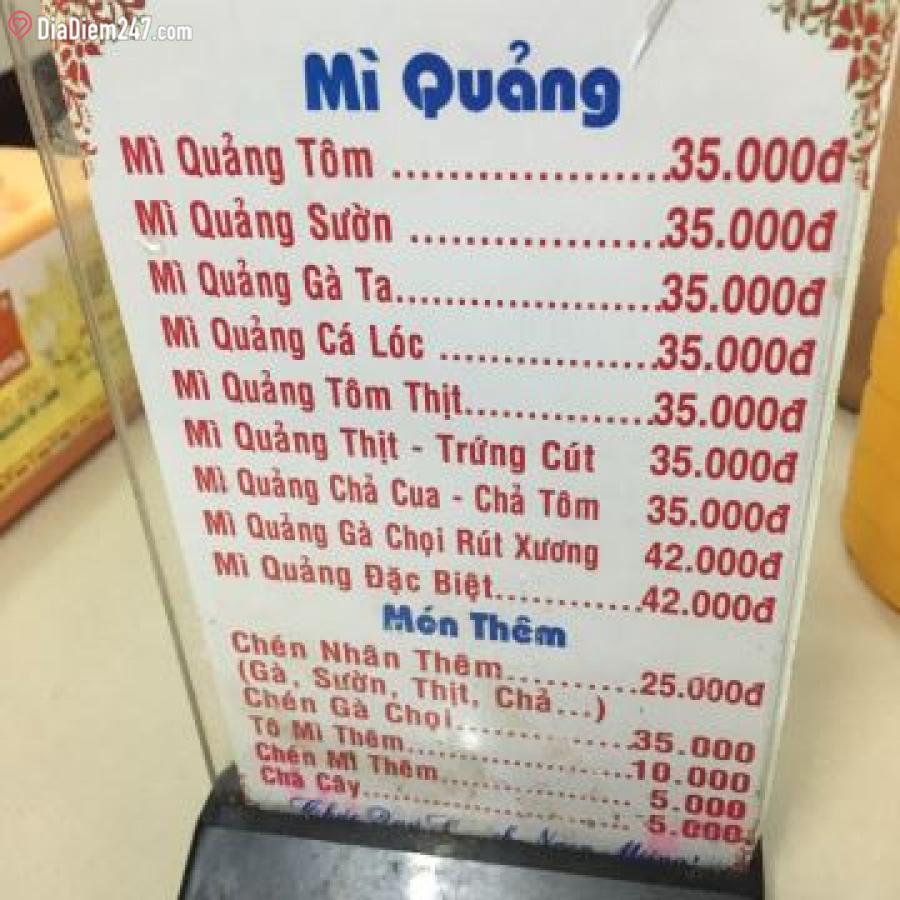 DiaDiem247.com
Mì Quảng
Mì Quảng Tôm ....................35.000đ
Mì Quảng Sườn ...................35.000đ
Mì Quảng Gà Ta...................35.000đ
Mì Quảng Cá Lóc ................35.000đ
Mì Quảng Tôm Thịt..............35.000đ
Mì Quảng Thịt - Trứng Cút 35.000đ
Mì Quảng Chả Cua - Chả Tôm 35.000đ
Mì Quảng Gà Chọi Rút Xương 42.000đ
Mì Quảng Đặc Biệt.............42.000đ
Món Thêm
Chén Nhân Thêm............25.000đ
(Gà, Sườn, Thịt, Chả...)
Chén Gà Chọi...............35.000
Tô Mì Thêm..................10.000
Chén Mì Thêm................ 5.000
Chả Cây....................... 5.000